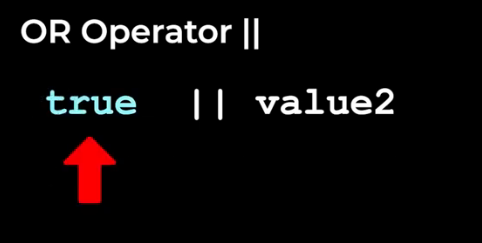 OR Operator ||
true || value2